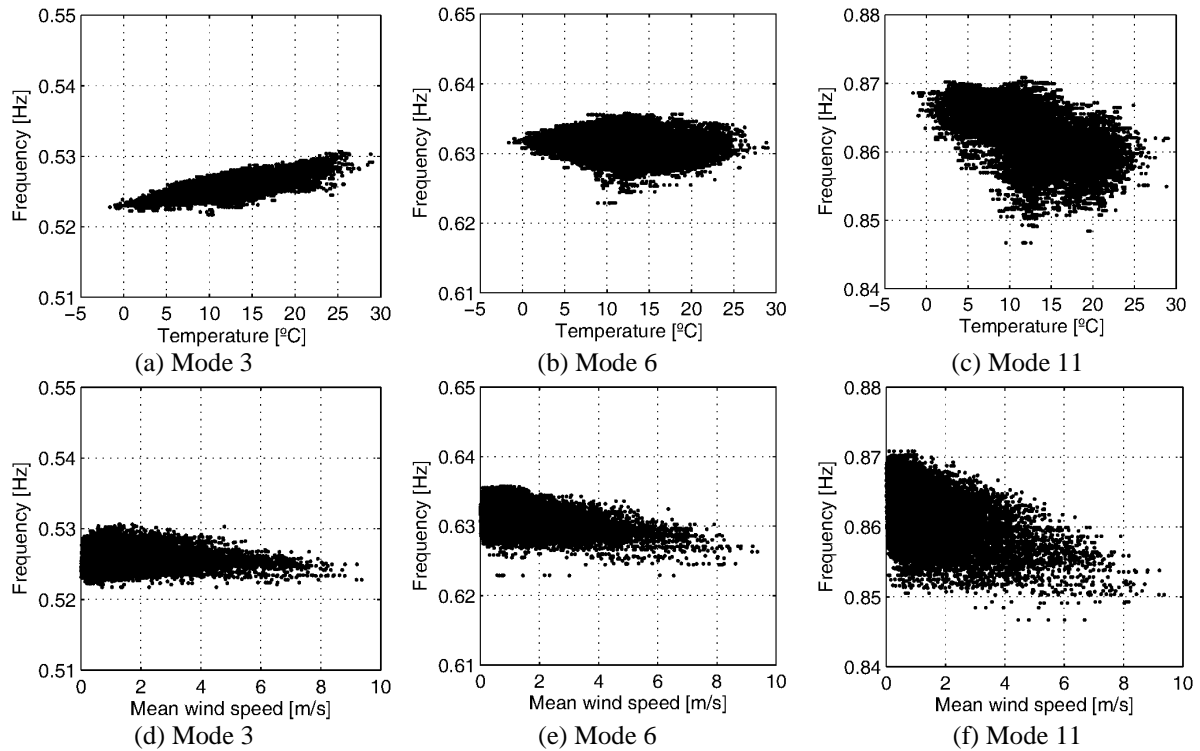 0.55 0.54 0.53 0.52 0.51
Frequency [Hz]
−5 0 5 10 15 20 25 30
Temperature [ºC]
(a) Mode 3
0.65 0.64 0.63 0.62 0.61
Frequency [Hz]
−5 0 5 10 15 20 25 30
Temperature [ºC]
(b) Mode 6
0.88 0.87 0.86 0.85 0.84
Frequency [Hz]
−5 0 5 10 15 20 25 30
Temperature [ºC]
(c) Mode 11
0.55 0.54 0.53 0.52 0.51
Frequency [Hz]
0 2 4 6 8 10
Mean wind speed [m/s]
(d) Mode 3
0.65 0.64 0.63 0.62 0.61
Frequency [Hz]
0 2 4 6 8 10
Mean wind speed [m/s]
(e) Mode 6
0.88 0.87 0.86 0.85 0.84
Frequency [Hz]
0 2 4 6 8 10
Mean wind speed [m/s]
(f) Mode 11